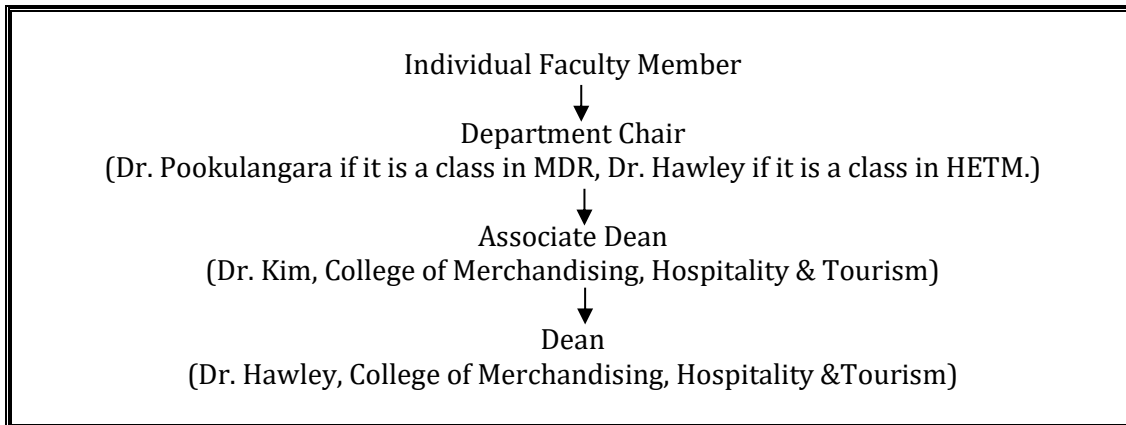 Individual Faculty Member
Department Chair
(Dr. Pookulangara if it is a class in MDR, Dr. Hawley if it is a class in HETM.)
Associate Dean
(Dr. Kim, College of Merchandising, Hospitality & Tourism)
Dean
(Dr. Hawley, College of Merchandising, Hospitality &Tourism)